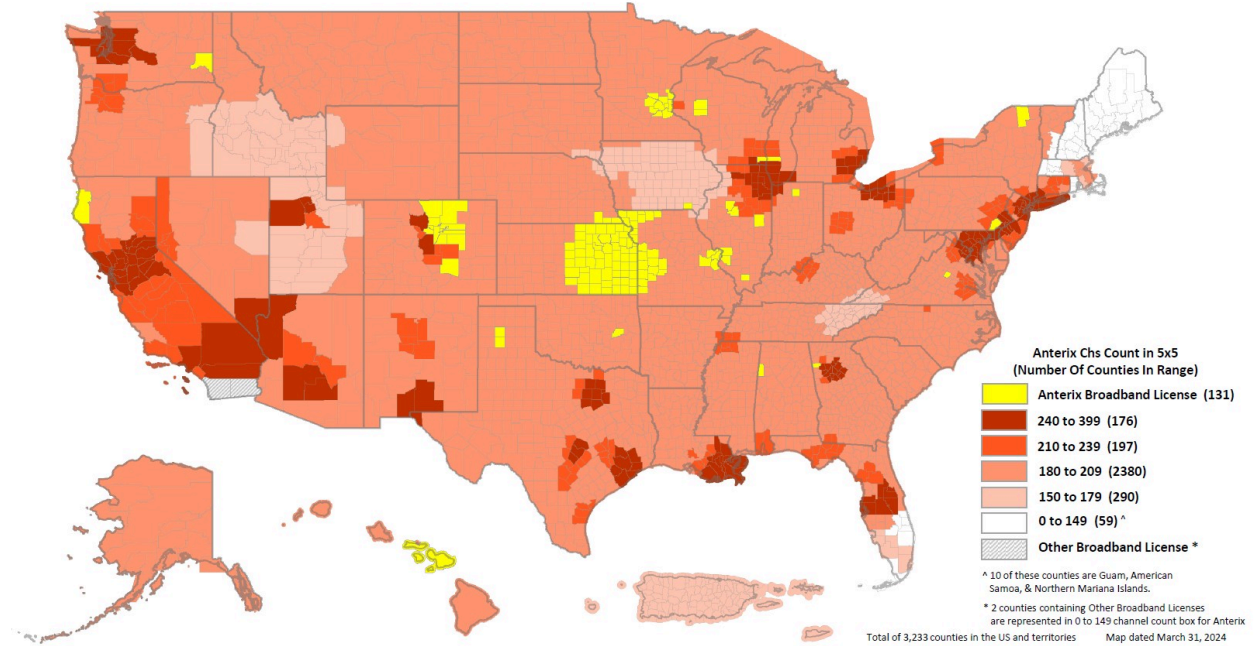 Anterix Chs Count in 5x5
(Number Of Counties In Range)
Anterix Broadband License (131)
240 to 399 (176)
210 to 239 (197)
180 to 209 (2380)
150 to 179 (290)
0 to 149 (59) ^
Other Broadband License *
^ 10 of these counties are Guam, American
Samoa, & Northern Mariana Islands.
* 2 counties containing Other Broadband Licenses
are represented in 0 to 149 channel count box for Anterix
Total of 3,233 counties in the US and territories Map dated March 31, 2024